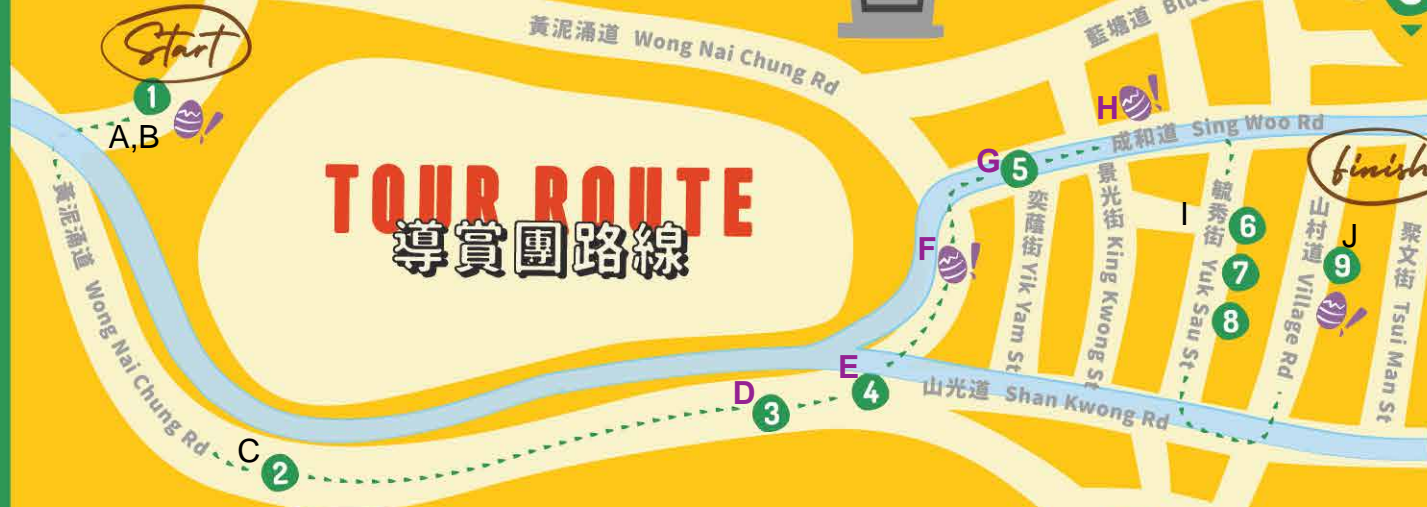 Start
1
A,B
黃泥涌道 Wong Nai Chung Rd
藍塘道
H
成和道 Sing Woo Rd
finish
G
5
TOUR ROUTE
導賞團路線
黃泥涌道 Wong Nai Chung Rd
F
奕蔭街 Yik Yam St
景光街 King Kwong St
I
毓秀街 Yuk Sau St
6
7
8
山村道 Village Rd
J
9
聚文街 Tsui Man St
E
4
D
3
山光道 Shan Kwong Rd
C
2